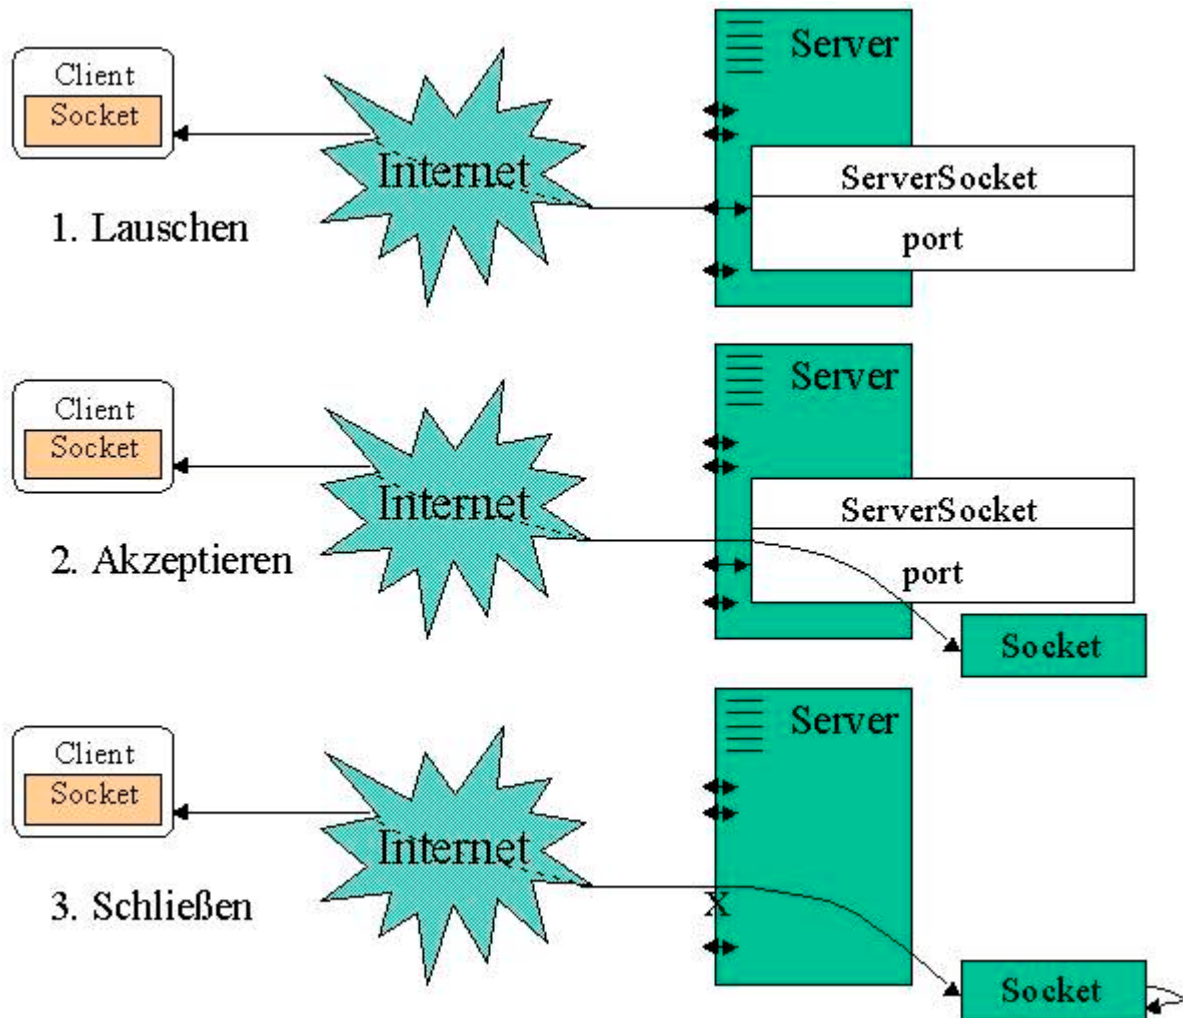 Client
Socket
Internet
Server
ServerSocket
port
1. Lauschen
Client
Socket
Internet
Server
ServerSocket
port
2. Akzeptieren
Socket
Client
Socket
Internet
Server
X
3. Schließen
Socket